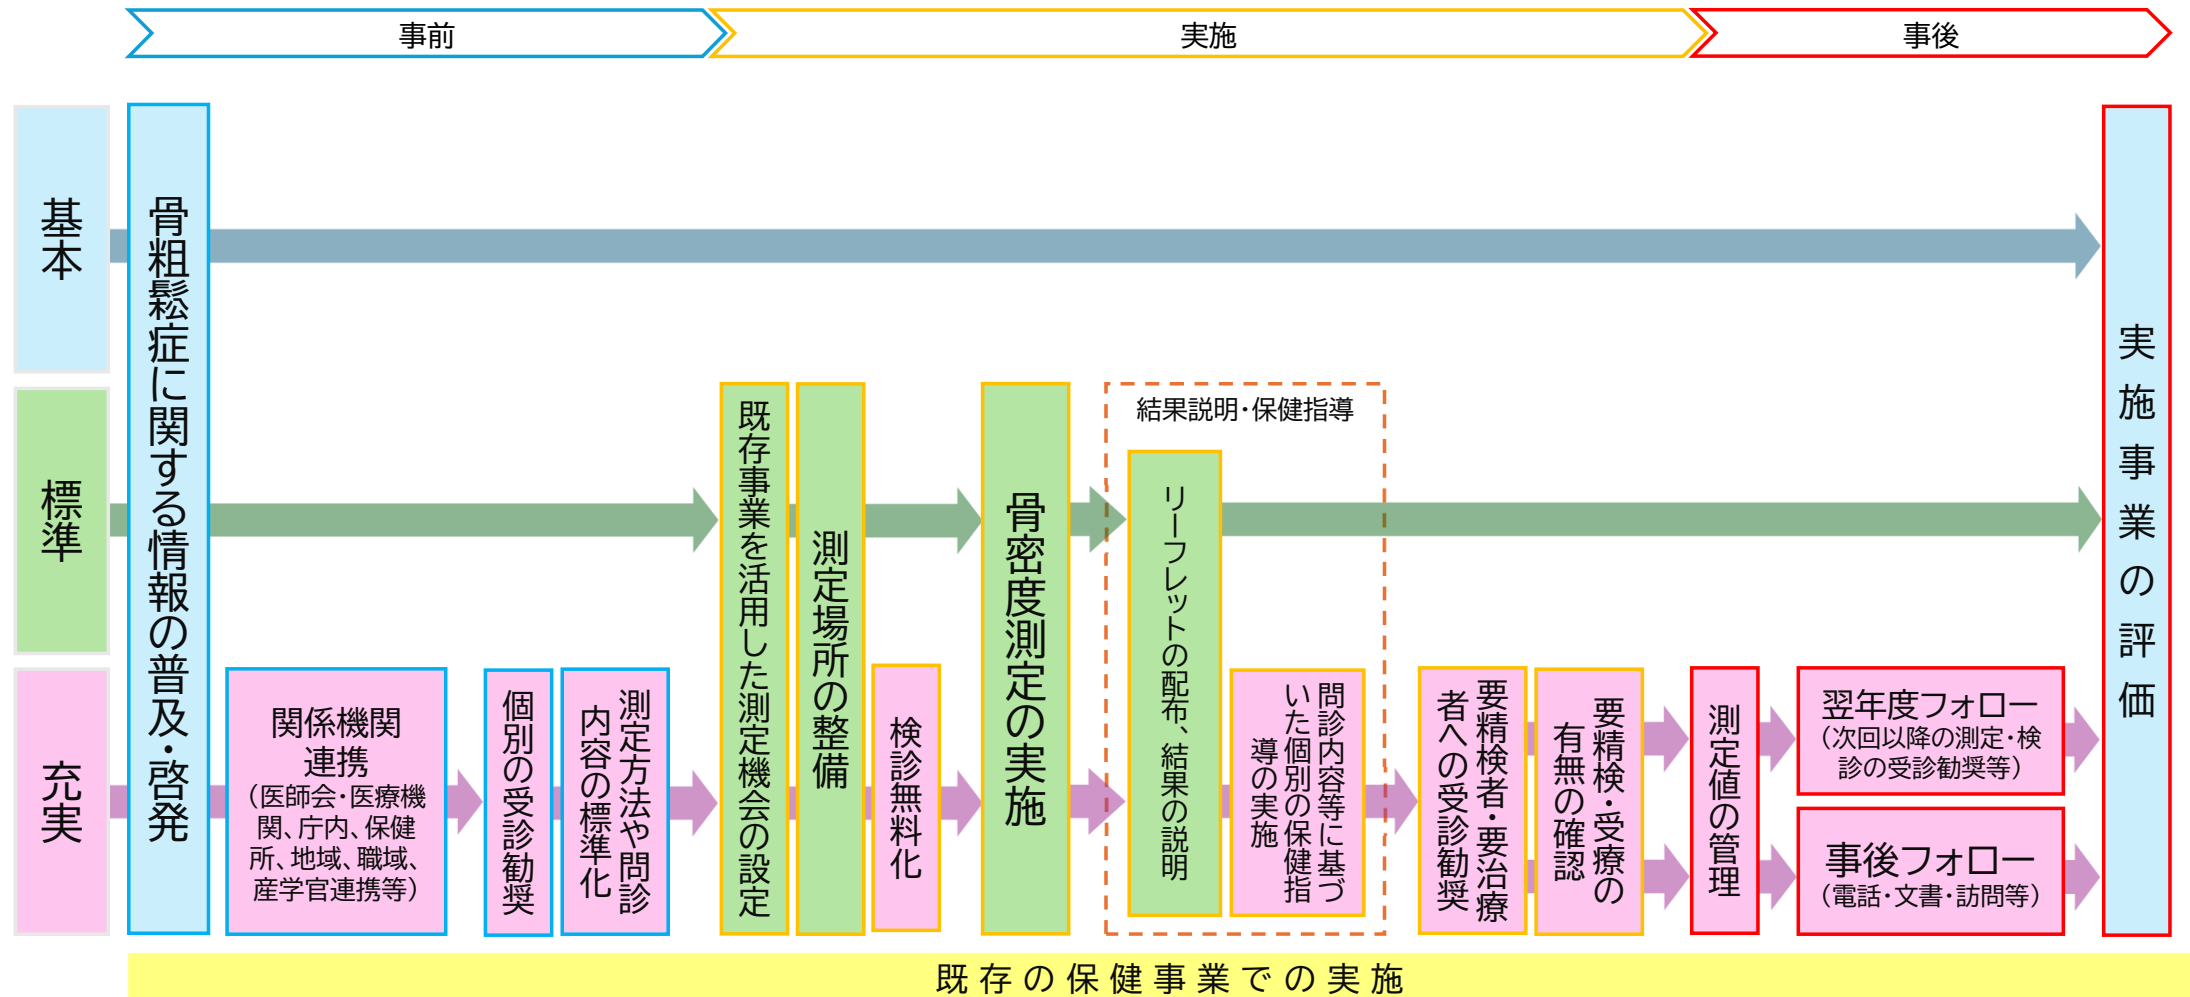 事前
実施
事後
基本
標準
充実
骨粗鬆症に関する情報の普及・啓発
関係機関
連携
（医師会・医療機
関、庁内、保健
所、地域、職域、
産学官連携等）
個別の受診勧奨
測定方法や問診
内容の標準化
既存事業を活用した測定機会の設定
測定場所の整備
検診無料化
骨密度測定の実施
結果説明・保健指導
リーフレットの配布、結果の説明
問診内容等に基づ
いた個別の保健指
導の実施
要精検者・要治療
者への受診勧奨
要精検・受療の
有無の確認
測定値の管理
翌年度フォロー
（次回以降の測定・検
診の受診勧奨等）
事後フォロー
（電話・文書・訪問等）
実施事業の評価
既存の保健事業での実施